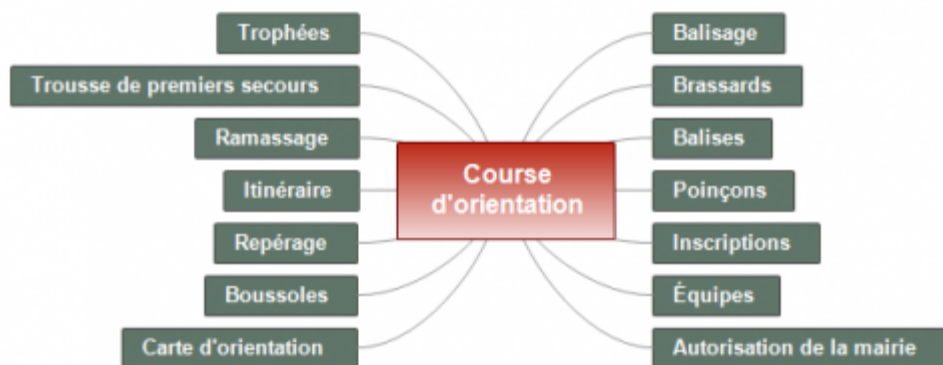 Trophées
Trousse de premiers secours
Ramassage
Itinéraire
Repérage
Boussoles
Carte d'orientation
Course
d'orientation
Balisage
Brassards
Balises
Poinçons
Inscriptions
Équipes
Autorisation de la mairie